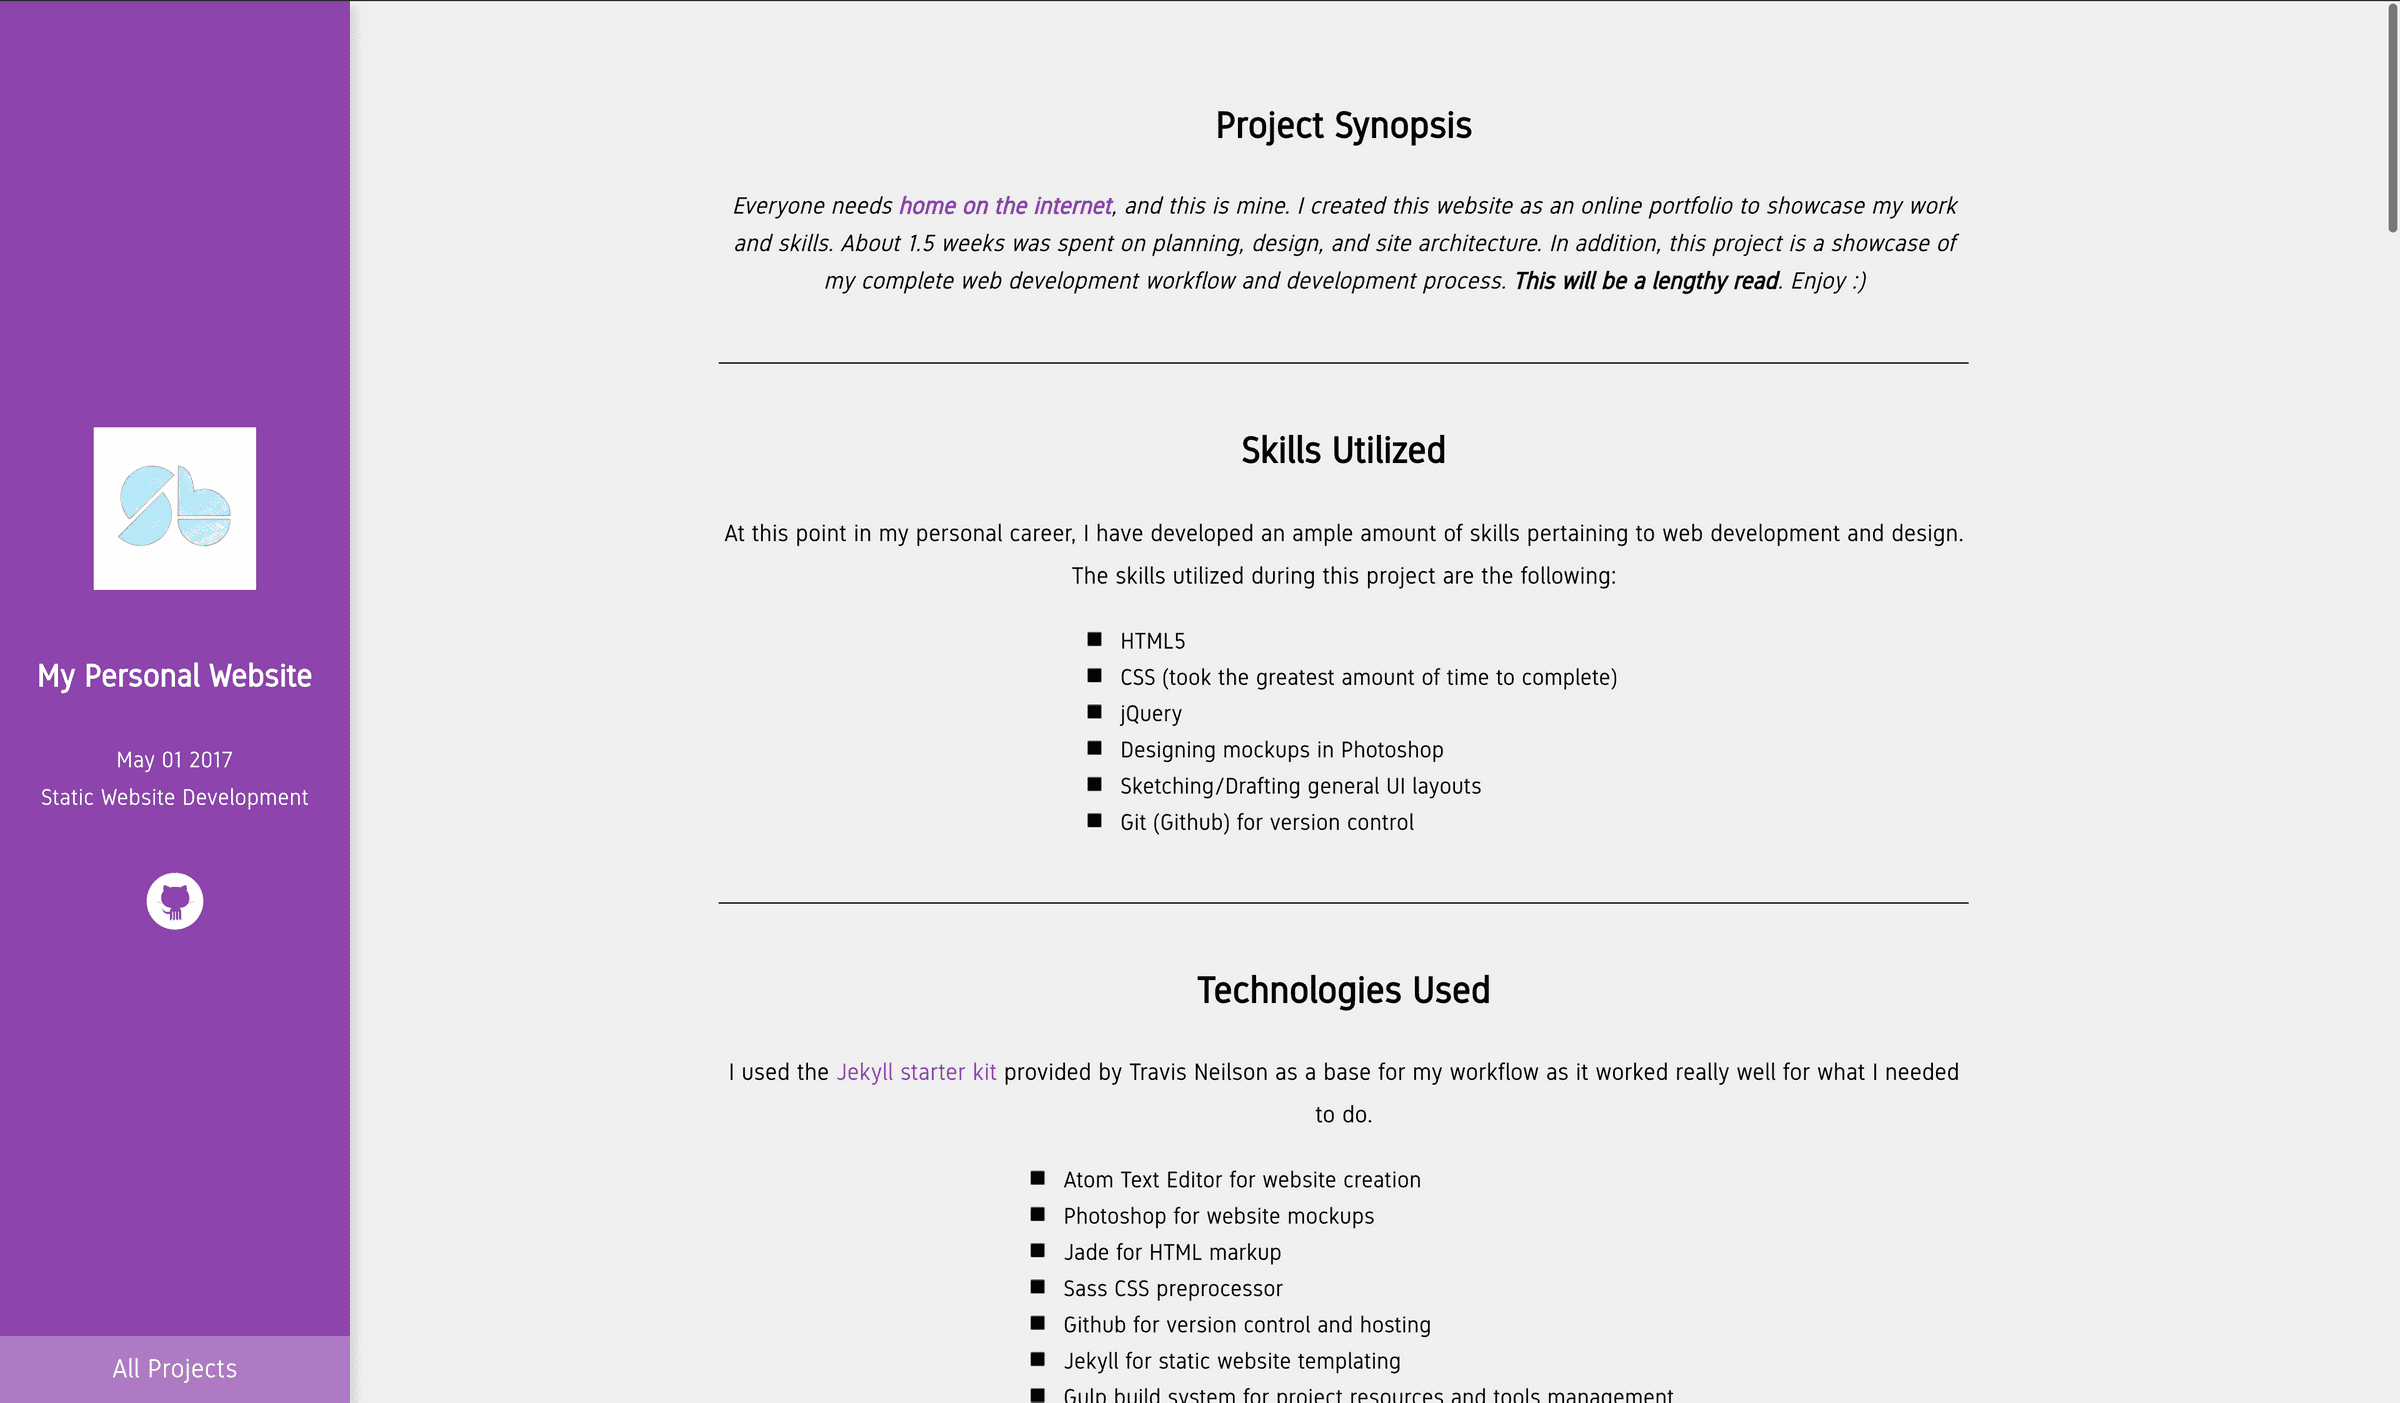 My Personal Website
May 01 2017
Static Website Development
All Projects
Project Synopsis
Everyone needs home on the internet, and this is mine. I created this website as an online portfolio to showcase my work
and skills. About 1.5 weeks was spent on planning, design, and site architecture. In addition, this project is a showcase of
my complete web development workflow and development process. This will be a lengthy read. Enjoy :)
Skills Utilized
At this point in my personal career, I have developed an ample amount of skills pertaining to web development and design.
The skills utilized during this project are the following:
HTML5
CSS (took the greatest amount of time to complete)
jQuery
Designing mockups in Photoshop
Sketching/Drafting general UI layouts
Git (Github) for version control
Technologies Used
I used the Jekyll starter kit provided by Travis Neilson as a base for my workflow as it worked really well for what I needed
to do.
Atom Text Editor for website creation
Photoshop for website mockups
Jade for HTML markup
Sass CSS preprocessor
Github for version control and hosting
Jekyll for static website templating
Gulp build system for project resources and tools management